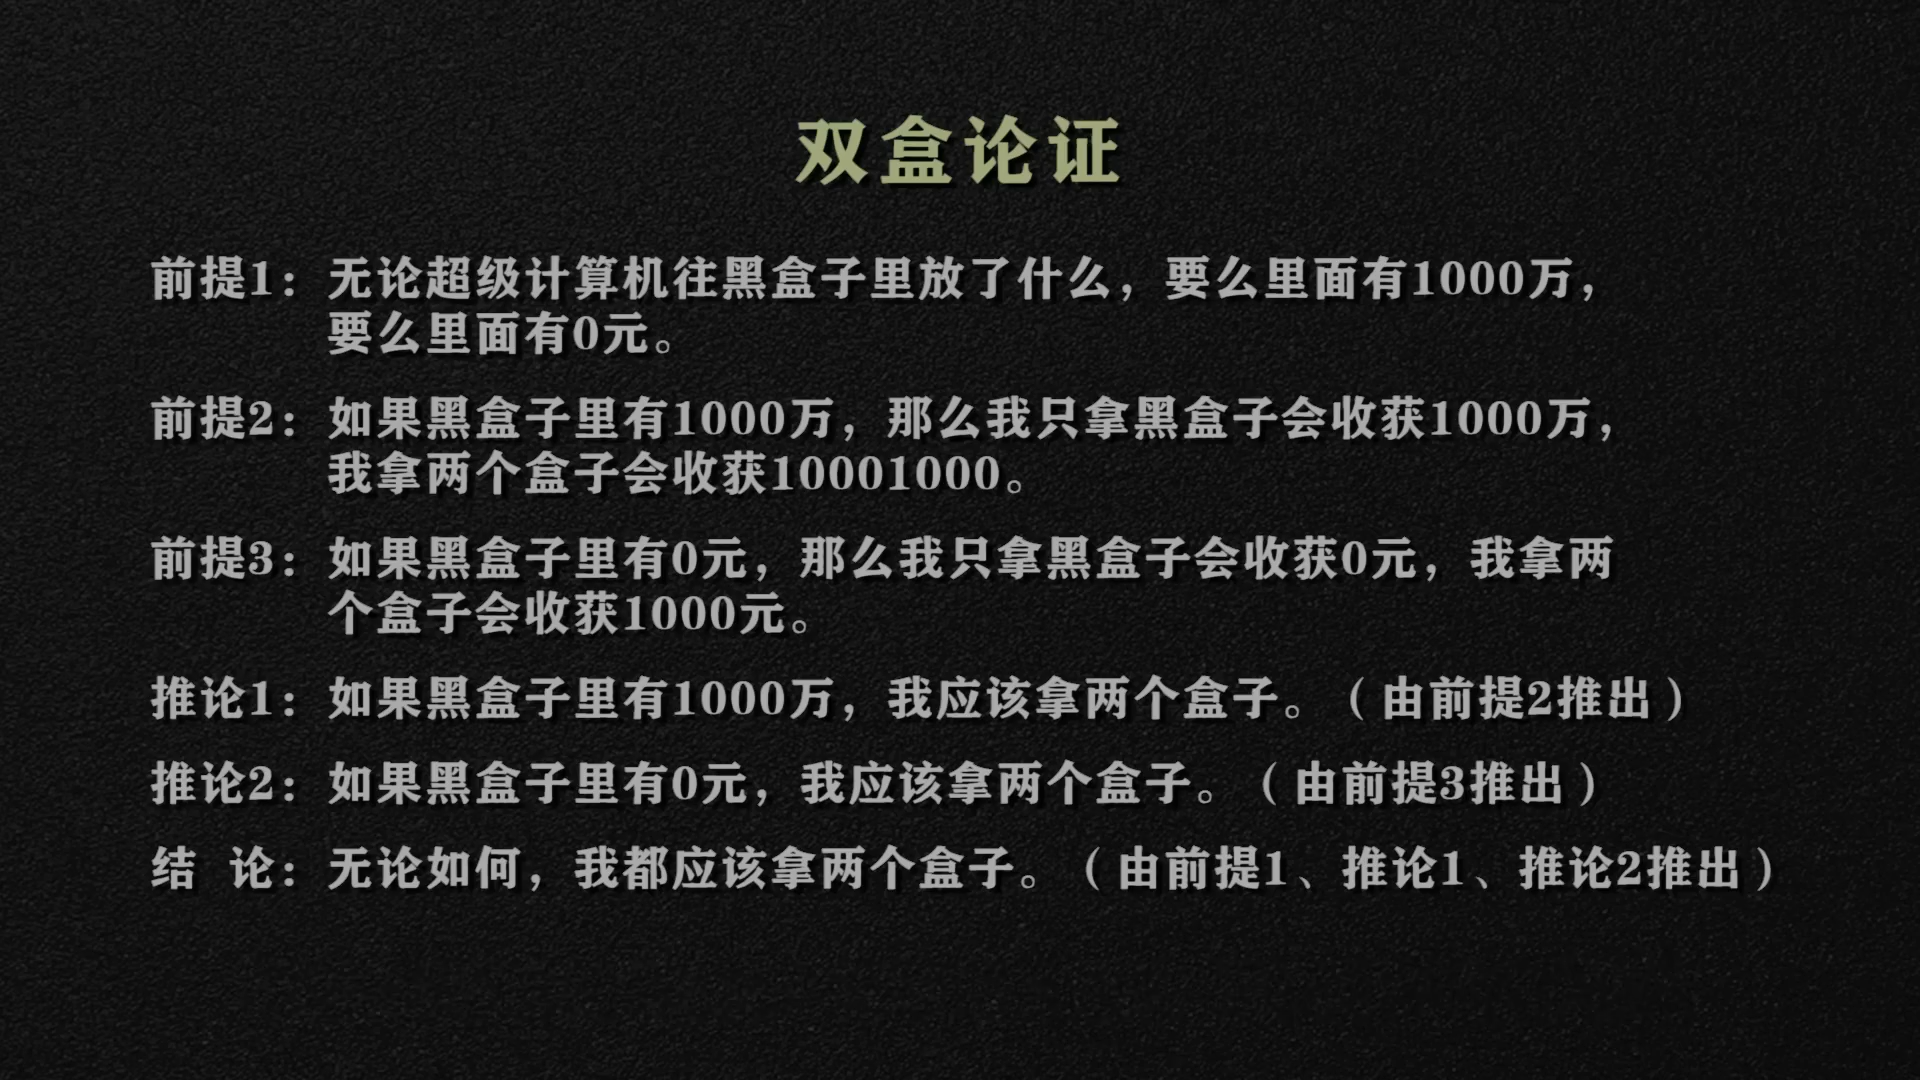 双盒论证
前提1：无论超级计算机往黑盒子里放了什么，要么里面有1000万，
要么里面有0元。
前提2：如果黑盒子里有1000万，那么我只拿黑盒子会收获1000万，
我拿两个盒子会收获10001000。
前提3：如果黑盒子里有0元，那么我只拿黑盒子会收获0元，我拿两
个盒子会收获1000元。
推论1：如果黑盒子里有1000万，我应该拿两个盒子。（由前提2推出）
推论2：如果黑盒子里有0元，我应该拿两个盒子。（由前提3推出）
结 论：无论如何，我都应该拿两个盒子。（由前提1、推论1、推论2推出）